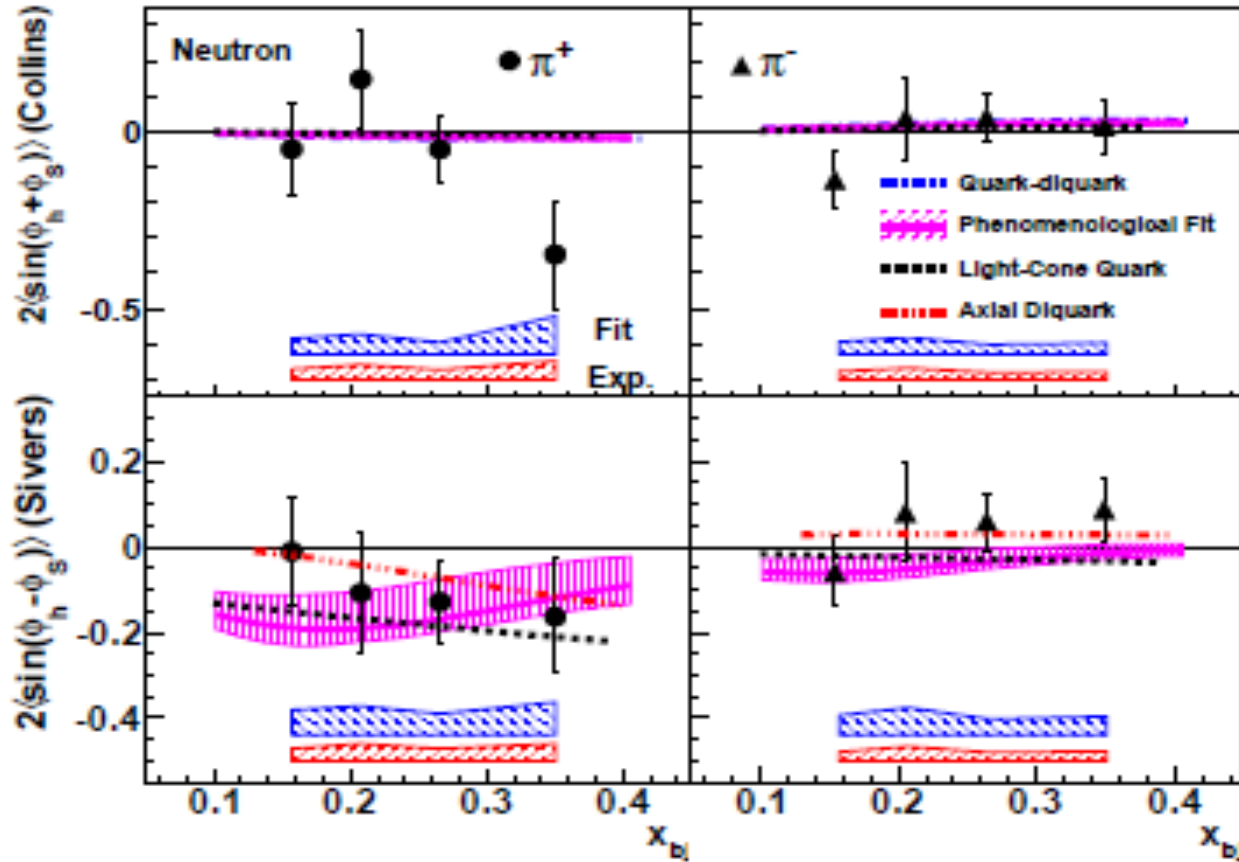 2⟨sin(ϕh+ϕS)⟩ (Collins)
Neutron
π+
π-
0
-0.5
Quark-diquark
Phenomenological Fit
Light-Cone Quark
Axial Diquark
Fit
Exp.
2⟨sin(ϕh-ϕS)⟩ (Sivers)
0.2
0
-0.2
-0.4
0.1 0.2 0.3 0.4
0.1 0.2 0.3 0.4
xbj
xbj